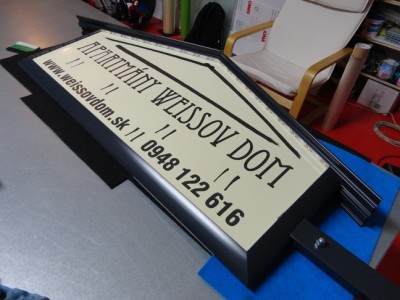 APARTMÁNY WEISSOV DOM
www.weissovdom.sk // 0948 122 616